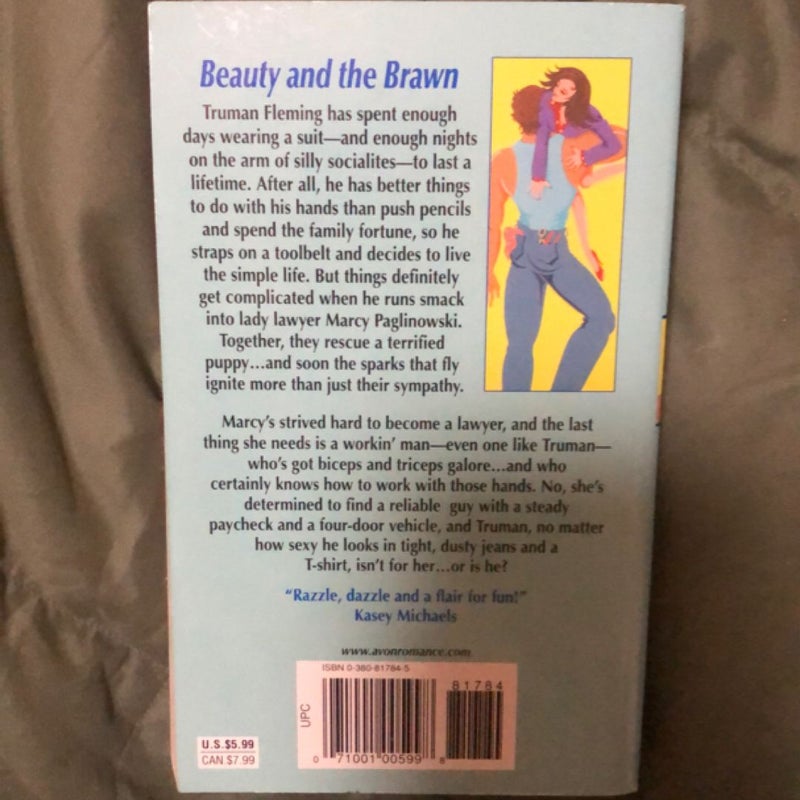 Beauty and the Brawn
Truman Fleming has spent enough
days wearing a suit—and enough nights
on the arm of silly socialites—to last a
lifetime. After all, he has better things
to do with his hands than push pencils
and spend the family fortune, so he
straps on a toolbelt and decides to live
the simple life. But things definitely
get complicated when he runs smack
into lady lawyer Marcy Paglinowski.
Together, they rescue a terrified
puppy...and soon the sparks that fly
ignite more than just their sympathy.
Marcy's strived hard to become a lawyer, and the last
thing she needs is a workin' man—even one like Truman—
who's got biceps and triceps galore...and who
certainly knows how to work with those hands. No, she's
determined to find a reliable guy with a steady
paycheck and a four-door vehicle, and Truman, no matter
how sexy he looks in tight, dusty jeans and a
T-shirt, isn't for her...or is he?
"Razzle, dazzle and a flair for fun!"
Kasey Michaels
www.avonromance.com
ISBN 0-380-81784-5
81784
UPC
0 71001 00599 8
U.S.$5.99
CAN $7.99